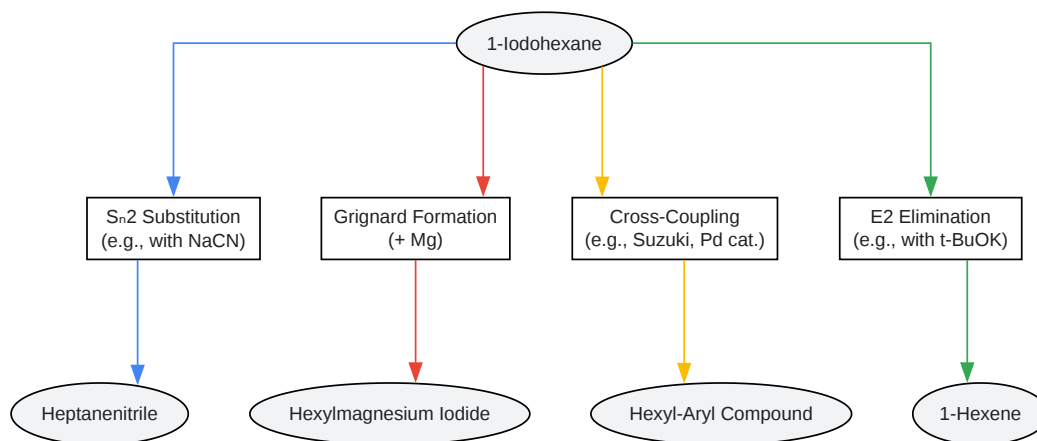 1-Iodohexane
Sₙ2 Substitution
(e.g., with NaCN)
Grignard Formation
(+ Mg)
Cross-Coupling
(e.g., Suzuki, Pd cat.)
E2 Elimination
(e.g., with t-BuOK)
Heptanenitrile
Hexylmagnesium Iodide
Hexyl-Aryl Compound
1-Hexene